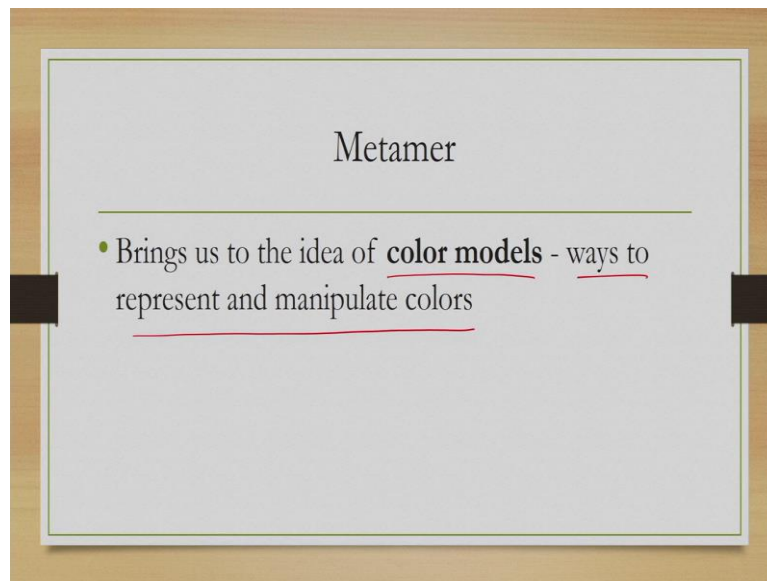 Metamer
• Brings us to the idea of color models - ways to
represent and manipulate colors